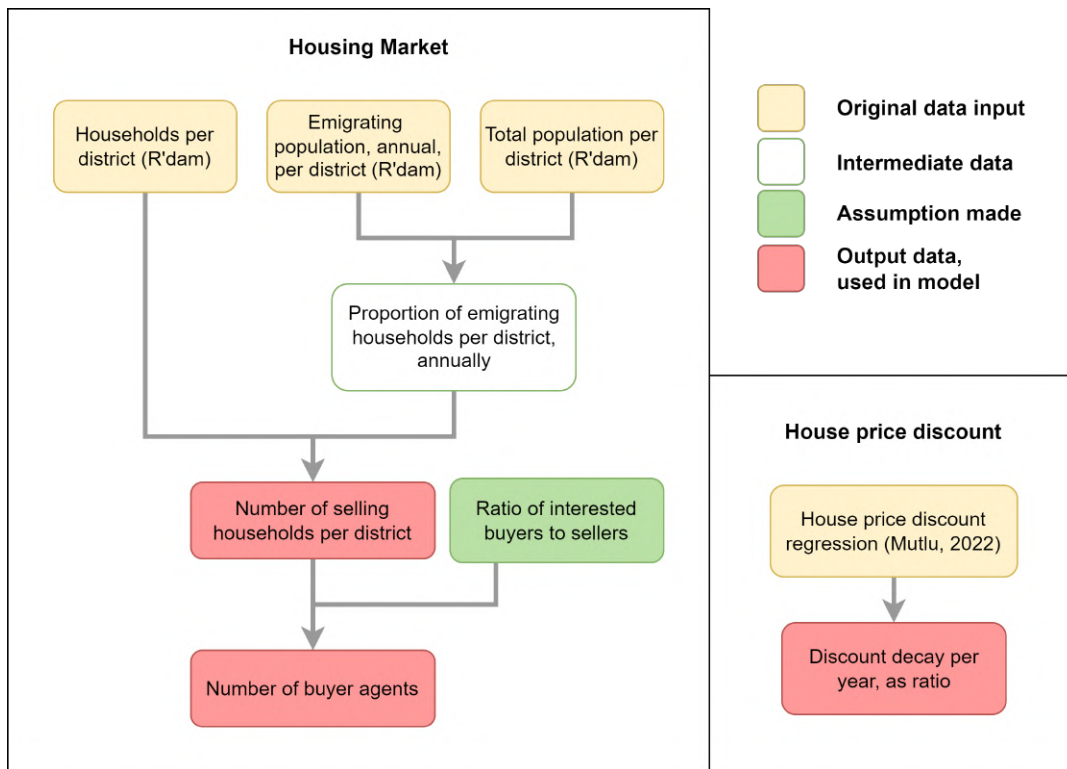 Housing Market
Households per
district (R'dam)
Emigrating
population, annual,
per district (R'dam)
Total population per
district (R'dam)
Proportion of emigrating
households per district,
annually
Number of selling
households per district
Ratio of interested
buyers to sellers
Number of buyer agents
Original data input
Intermediate data
Assumption made
Output data,
used in model
House price discount
House price discount
regression (Mutlu, 2022)
Discount decay per
year, as ratio